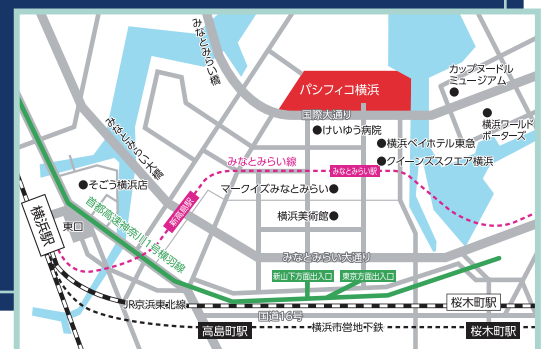 みなとみらい橋
カップヌードル
ミュージアム
パシフィコ横浜
国際大通り
けいゆう病院
横浜ワールド
ポーターズ
みなとみらい大橋
横浜ベイホテル東急
みなとみらい線
クイーンズスクエア横浜
みなとみらい駅
そごう横浜店
マークイズみなとみらい
新高島駅
横浜美術館
首都高速神奈川1号横羽線
横浜駅
東口
みなとみらい大通り
新山下方面出入口
東京方面出入口
JR京浜東北線
桜木町駅
国道16号
高島町駅
横浜市営地下鉄
桜木町駅